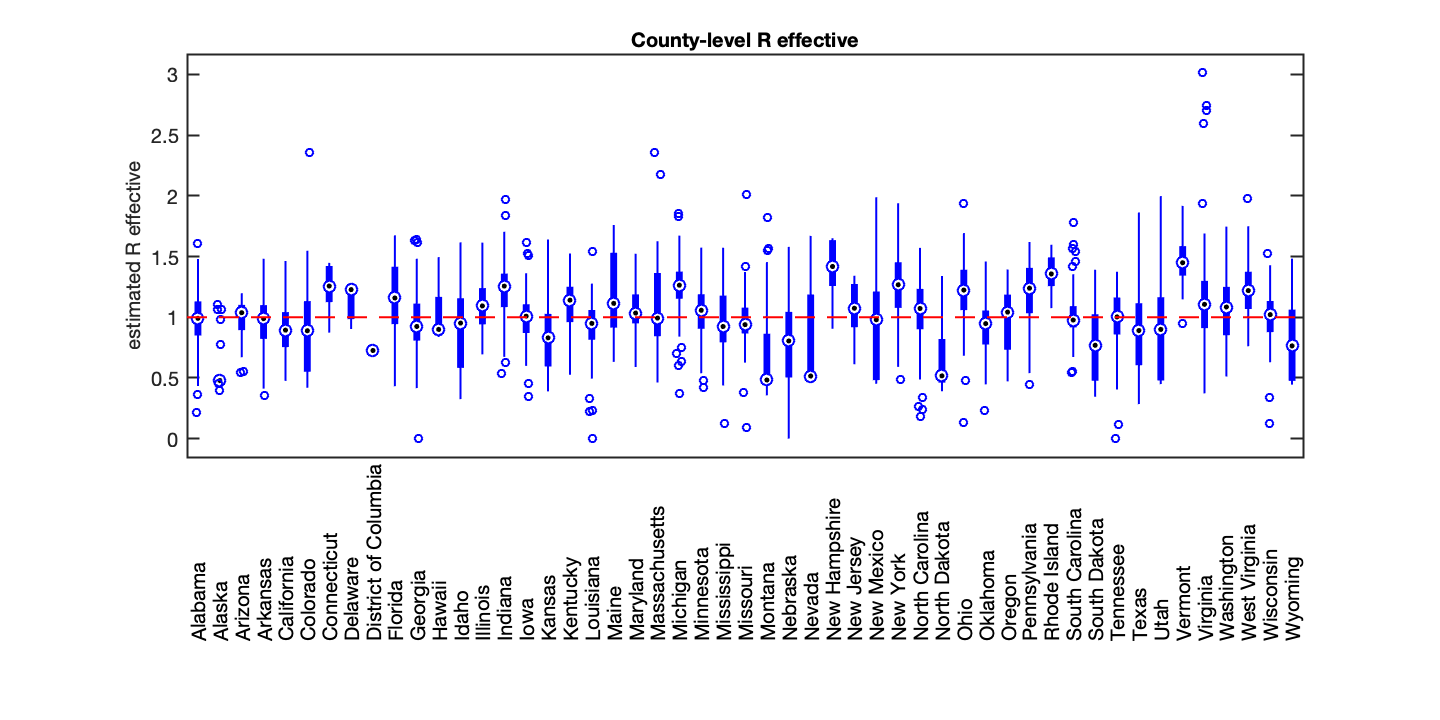 County-level R effective
estimated R effective
3
2.5
2
1.5
1
0.5
0
Alabama
Alaska
Arizona
Arkansas
California
Colorado
Connecticut
Delaware
District of Columbia
Florida
Georgia
Hawaii
Idaho
Illinois
Indiana
Iowa
Kansas
Kentucky
Louisiana
Maine
Maryland
Massachusetts
Michigan
Minnesota
Mississippi
Missouri
Montana
Nebraska
Nevada
New Hampshire
New Jersey
New Mexico
New York
North Carolina
North Dakota
Ohio
Oklahoma
Oregon
Pennsylvania
Rhode Island
South Carolina
South Dakota
Tennessee
Texas
Utah
Vermont
Virginia
Washington
West Virginia
Wisconsin
Wyoming